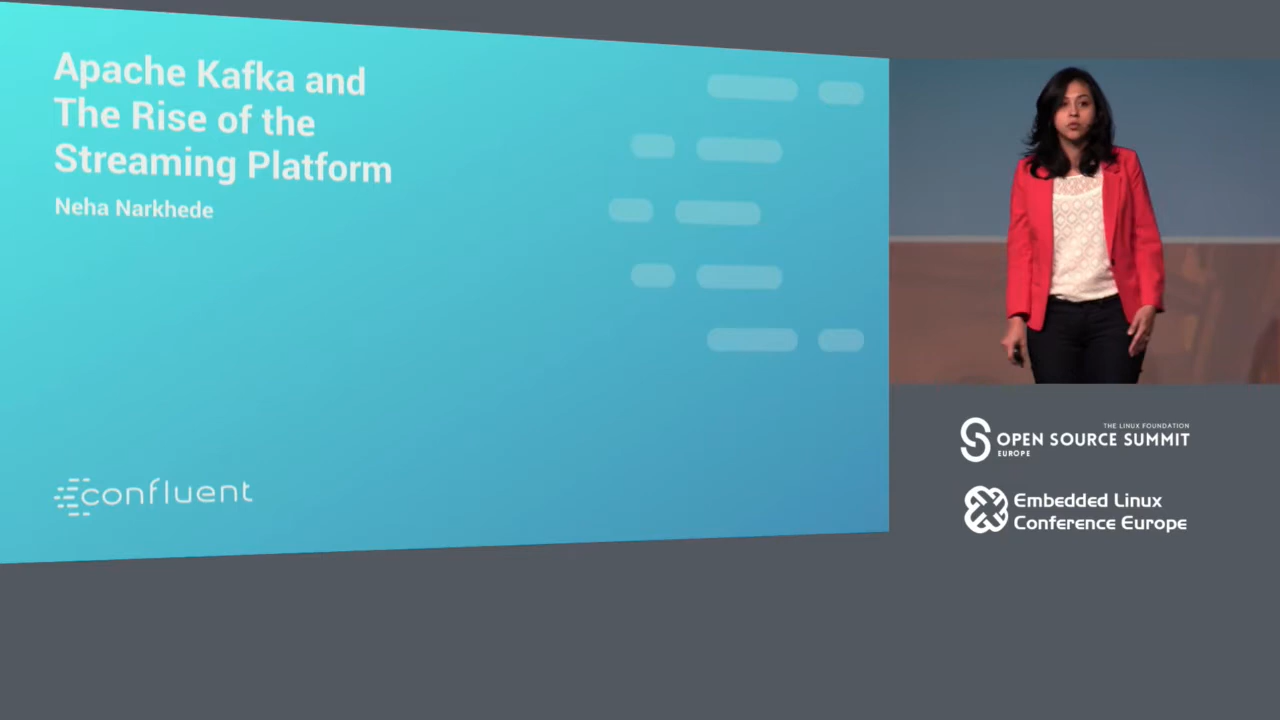 Apache Kafka and
The Rise of the
Streaming Platform
Neha Narkhede
confluent
THE LINUX FOUNDATION
OPEN SOURCE SUMMIT
EUROPE
Embedded Linux
Conference Europe